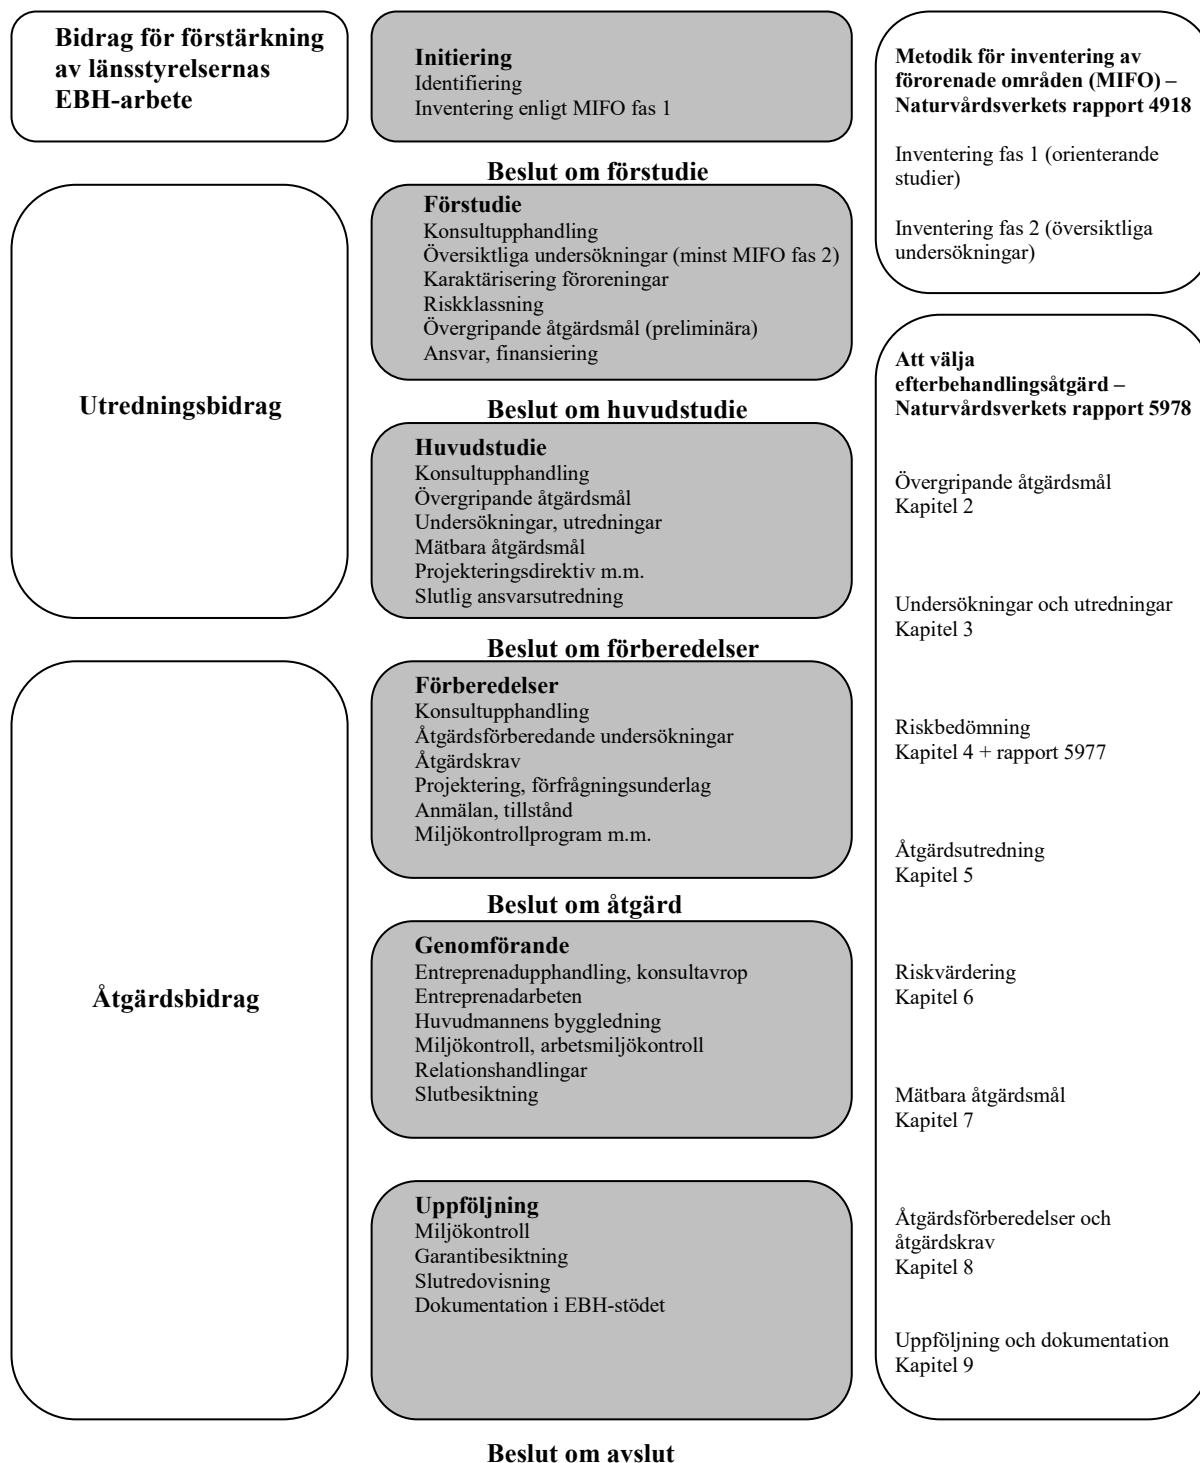 Bidrag för förstärkning
av länsstyrelsernas
EBH-arbete
Utredningsbidrag
Åtgärdsbidrag
Initiering
Identifiering
Inventering enligt MIFO fas 1
Beslut om förstudie
Förstudie
Konsultupphandling
Översiktliga undersökningar (minst MIFO fas 2)
Karaktärisering föroreningar
Riskklassning
Övergripande åtgärdsmål (preliminära)
Ansvar, finansiering
Beslut om huvudstudie
Huvudstudie
Konsultupphandling
Övergripande åtgärdsmål
Undersökningar, utredningar
Mätbara åtgärdsmål
Projekteringsdirektiv m.m.
Slutlig ansvarsutredning
Beslut om förberedelser
Förberedelser
Konsultupphandling
Åtgärdsförberedande undersökningar
Åtgärdskrav
Projektering, förfrågningsunderlag
Anmälan, tillstånd
Miljökontrollprogram m.m.
Beslut om åtgärd
Genomförande
Entreprenadupphandling, konsultavrop
Entreprenadarbeten
Huvudmannens byggledning
Miljökontroll, arbetsmiljökontroll
Relationshandlingar
Slutbesiktning
Uppföljning
Miljökontroll
Garantibesiktning
Slutredovisning
Dokumentation i EBH-stödet
Beslut om avslut
Metodik för inventering av
förorenade områden (MIFO) –
Naturvårdsverkets rapport 4918
Inventering fas 1 (orienterande
studier)
Inventering fas 2 (översiktliga
undersökningar)
Att välja
efterbehandlingsåtgärd –
Naturvårdsverkets rapport 5978
Övergripande åtgärdsmål
Kapitel 2
Undersökningar och utredningar
Kapitel 3
Riskbedömning
Kapitel 4 + rapport 5977
Åtgärdsutredning
Kapitel 5
Riskvärdering
Kapitel 6
Mätbara åtgärdsmål
Kapitel 7
Åtgärdsförberedelser och
åtgärdskrav
Kapitel 8
Uppföljning och dokumentation
Kapitel 9